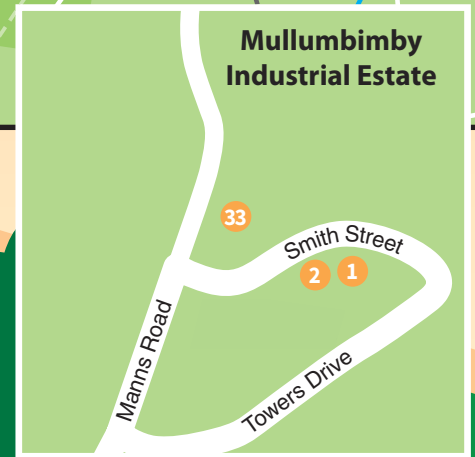 Mullumbimby
Industrial Estate
33
Smith Street
2
1
Manns Road
Towers Drive